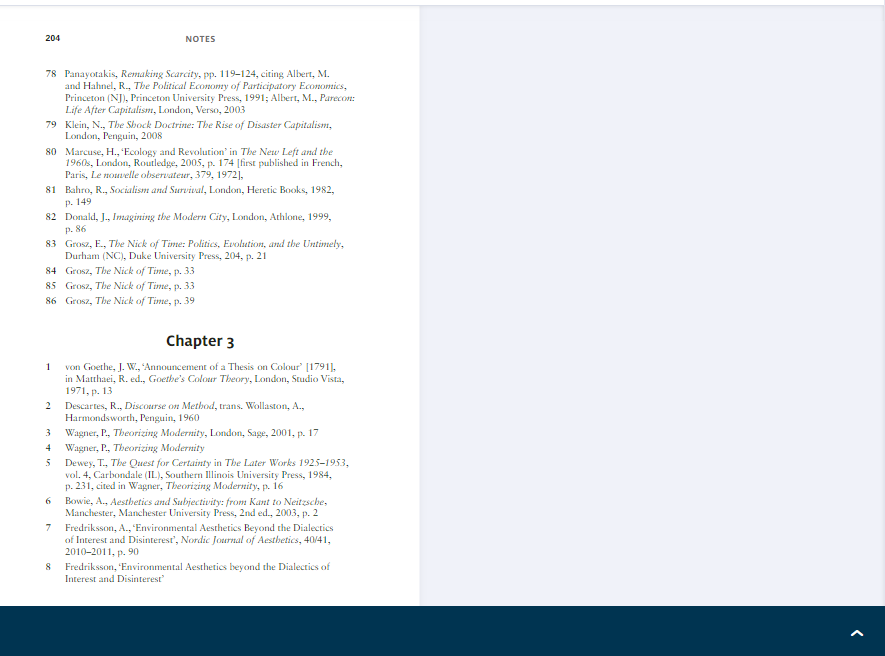 204 NOTES
78 Panayotakis, Remaking Scarcity, pp. 119–124, citing Albert, M.
and Hahnel, R., The Political Economy of Participatory Economics,
Princeton (NJ), Princeton University Press, 1991; Albert, M., Parecon:
Life After Capitalism, London, Verso, 2003
79 Klein, N., The Shock Doctrine: The Rise of Disaster Capitalism,
London, Penguin, 2008
80 Marcuse, H., ‘Ecology and Revolution’ in The New Left and the
1960s, London, Routledge, 2005, p. 174 [first published in French,
Paris, Le nouvelle observateur, 379, 1972],
81 Bahro, R., Socialism and Survival, London, Heretic Books, 1982,
p. 149
82 Donald, J., Imagining the Modern City, London, Athlone, 1999,
p. 86
83 Grosz, E., The Nick of Time: Politics, Evolution, and the Untimely,
Durham (NC), Duke University Press, 204, p. 21
84 Grosz, The Nick of Time, p. 33
85 Grosz, The Nick of Time, p. 33
86 Grosz, The Nick of Time, p. 39
Chapter 3
1 von Goethe, J. W., ‘Announcement of a Thesis on Colour’ [1791],
in Matthaei, R. ed., Goethe’s Colour Theory, London, Studio Vista,
1971, p. 13
2 Descartes, R., Discourse on Method, trans. Wollaston, A.,
Harmondsworth, Penguin, 1960
3 Wagner, P., Theorizing Modernity, London, Sage, 2001, p. 17
4 Wagner, P., Theorizing Modernity
5 Dewey, T., The Quest for Certainty in The Later Works 1925–1953,
vol. 4, Carbondale (IL), Southern Illinois University Press, 1984,
p. 231, cited in Wagner, Theorizing Modernity, p. 16
6 Bowie, A., Aesthetics and Subjectivity: from Kant to Neitzsche,
Manchester, Manchester University Press, 2nd ed., 2003, p. 2
7 Fredriksson, A., ‘Environmental Aesthetics Beyond the Dialectics
of Interest and Disinterest’, Nordic Journal of Aesthetics, 40/41,
2010–2011, p. 90
8 Fredriksson, ‘Environmental Aesthetics beyond the Dialectics of
Interest and Disinterest’